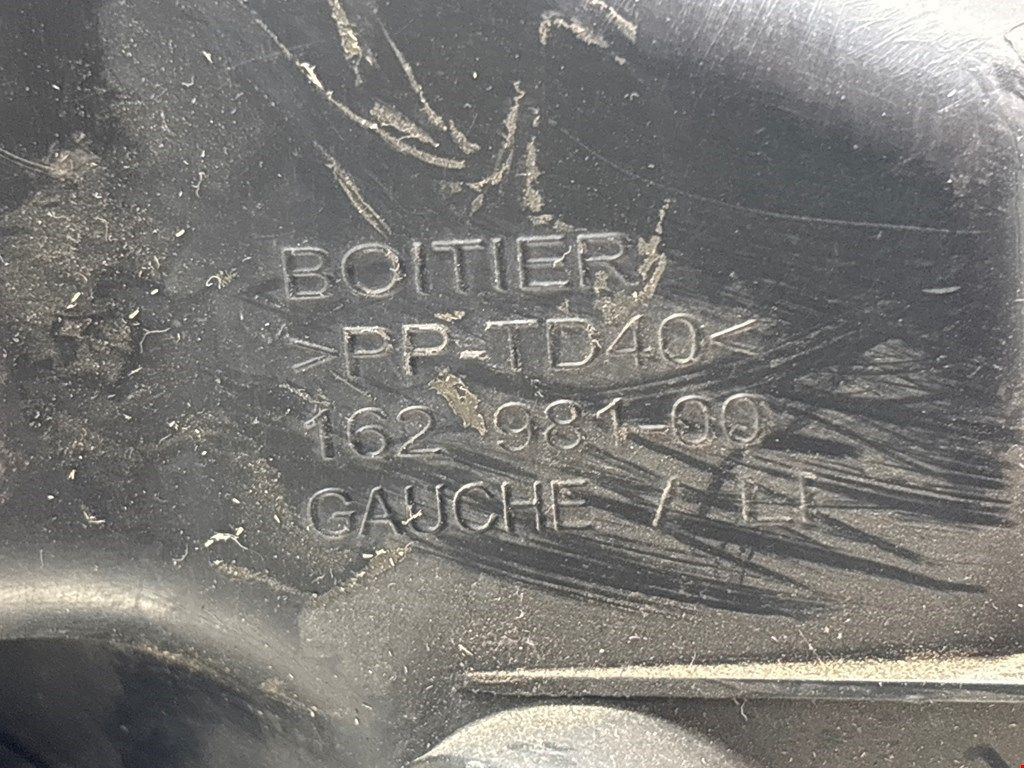 BOITIER
>PP-TD40<
162 981-00
GAUCHE /